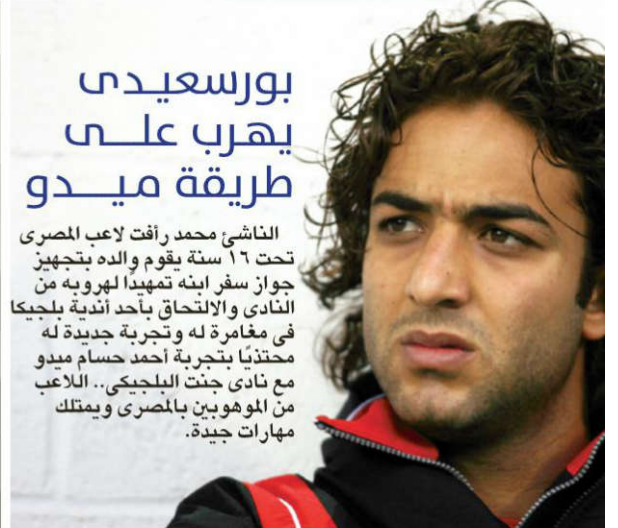 بورسعيدى
يهرب على
طريقة ميدو
الناشئ محمد رأفت لاعب المصرى
تحت ١٦ سنة يقوم والده بتجهيز
جواز سفر ابنه تمهيدًا لهروبه من
النادى والالتحاق بأحد أندية بلجيكا
فى مغامرة له وتجربة جديدة له
محتذيًا بتجربة أحمد حسام ميدو
مع نادى جنت البلجيكى.. اللاعب
من الموهوبين بالمصرى ويمتلك
مهارات جيدة.